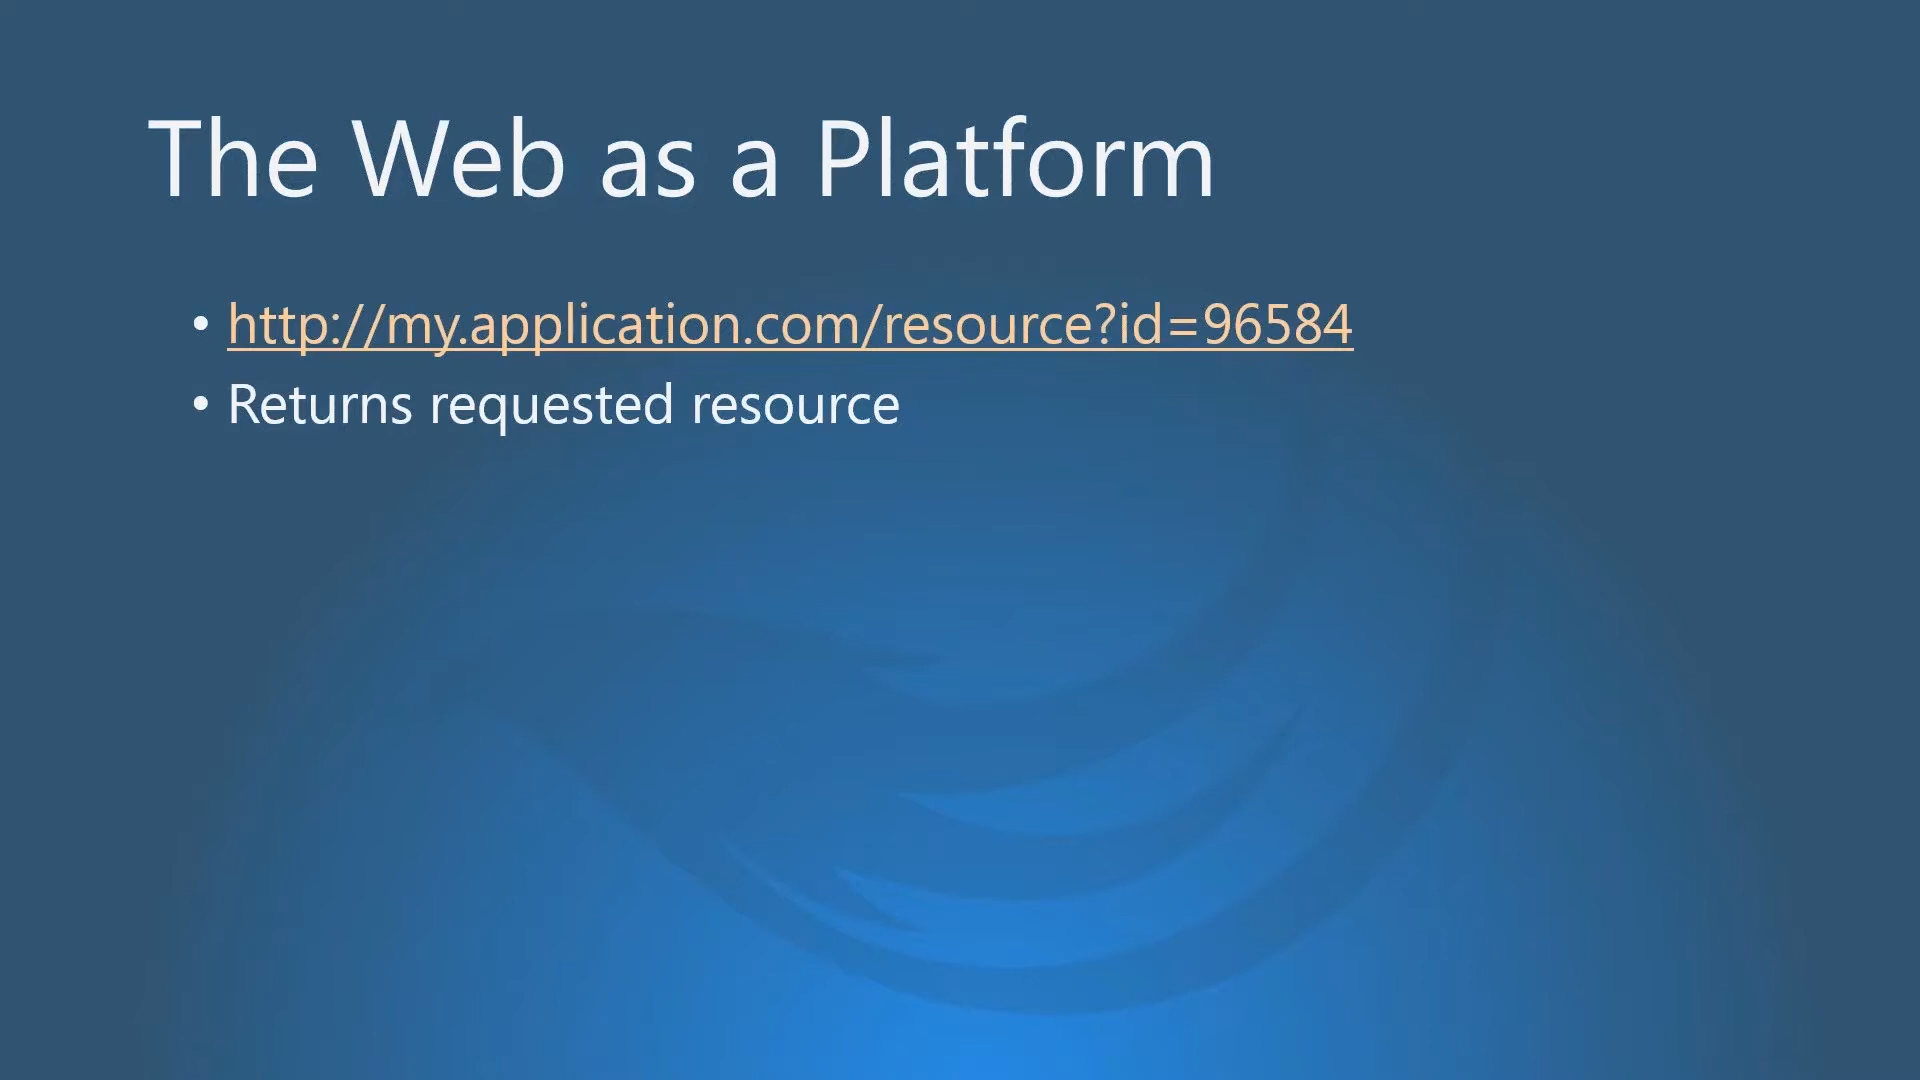 The Web as a Platform
• http://my.application.com/resource?id=96584
• Returns requested resource